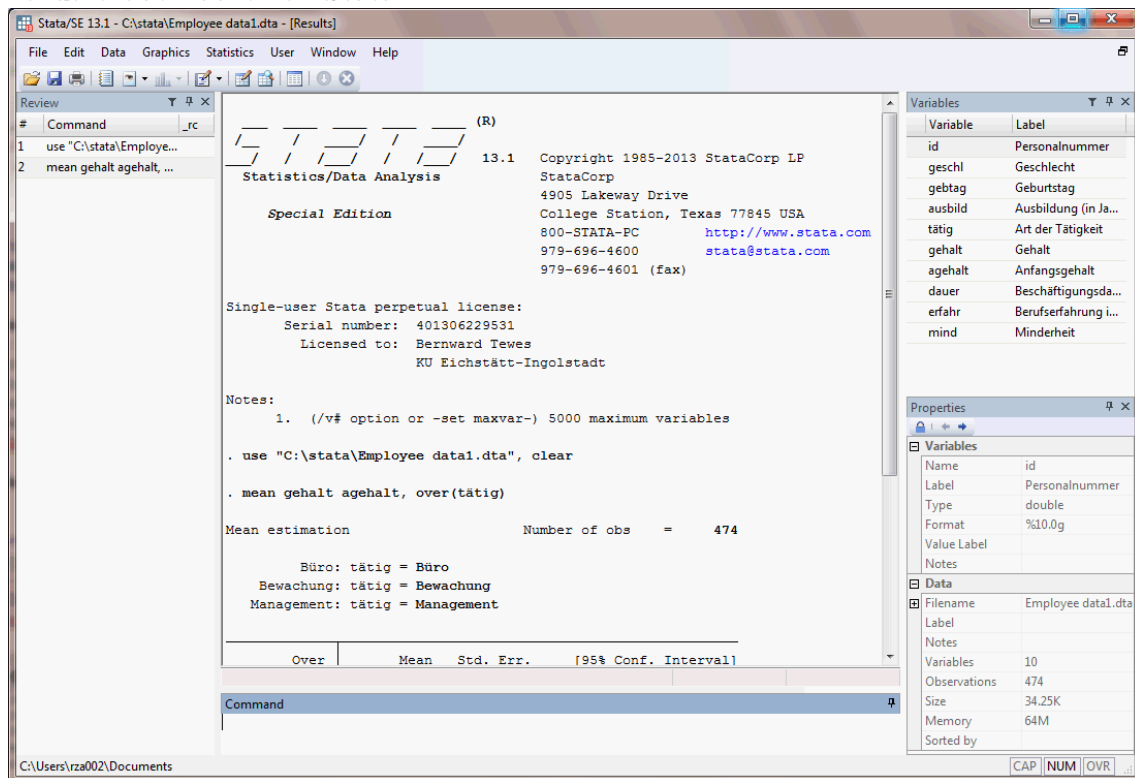 Stata/SE 13.1 - C:\stata\Employee data1.dta - [Results]
File Edit Data Graphics Statistics User Window Help
Review
# Command _rc
1 use "C:\stata\Employe...
2 mean gehalt agehalt, ...
(R)
13.1 Copyright 1985-2013 StataCorp LP
Statistics/Data Analysis StataCorp
4905 Lakeway Drive
Special Edition College Station, Texas 77845 USA
800-STATA-PC http://www.stata.com
979-696-4600 stata@stata.com
979-696-4601 (fax)
Single-user Stata perpetual license:
Serial number: 401306229531
Licensed to: Bernward Tewes
KU Eichstätt-Ingolstadt
Notes:
1. (/v# option or -set maxvar-) 5000 maximum variables
. use "C:\stata\Employee data1.dta", clear
. mean gehalt agehalt, over(tätig)
Mean estimation Number of obs = 474
Büro: tätig = Büro
Bewachung: tätig = Bewachung
Management: tätig = Management
Over Mean Std. Err. [95% Conf. Interval]
Command
Variables
Variable Label
id Personalnummer
geschl Geschlecht
gebtag Geburtstag
ausbild Ausbildung (in Ja...
tätig Art der Tätigkeit
gehalt Gehalt
agehalt Anfangsgehalt
dauer Beschäftigungsda...
erfahr Berufserfahrung i...
mind Minderheit
Properties
Variables
Name id
Label Personalnummer
Type double
Format %10.0g
Value Label
Notes
Data
Filename Employee data1.dta
Label
Notes
Variables 10
Observations 474
Size 34.25K
Memory 64M
Sorted by
C:\Users\rza002\Documents
CAP NUM OVR